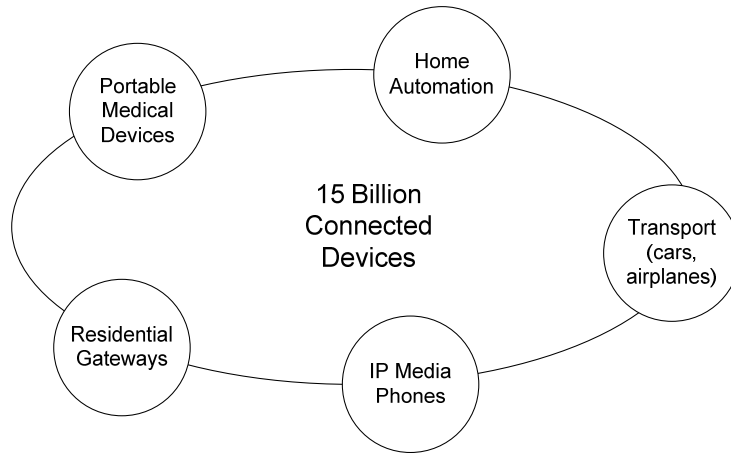 Home
Automation
Portable
Medical
Devices
15 Billion
Connected
Devices
Transport
(cars,
airplanes)
Residential
Gateways
IP Media
Phones